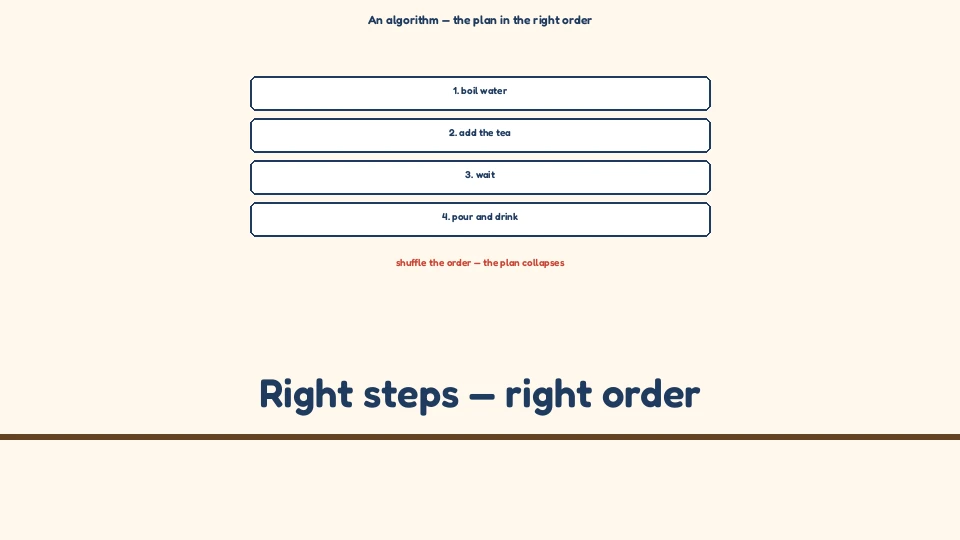 An algorithm — the plan in the right order
1. boil water
2. add the tea
3. wait
4. pour and drink
shuffle the order — the plan collapses
Right steps — right order